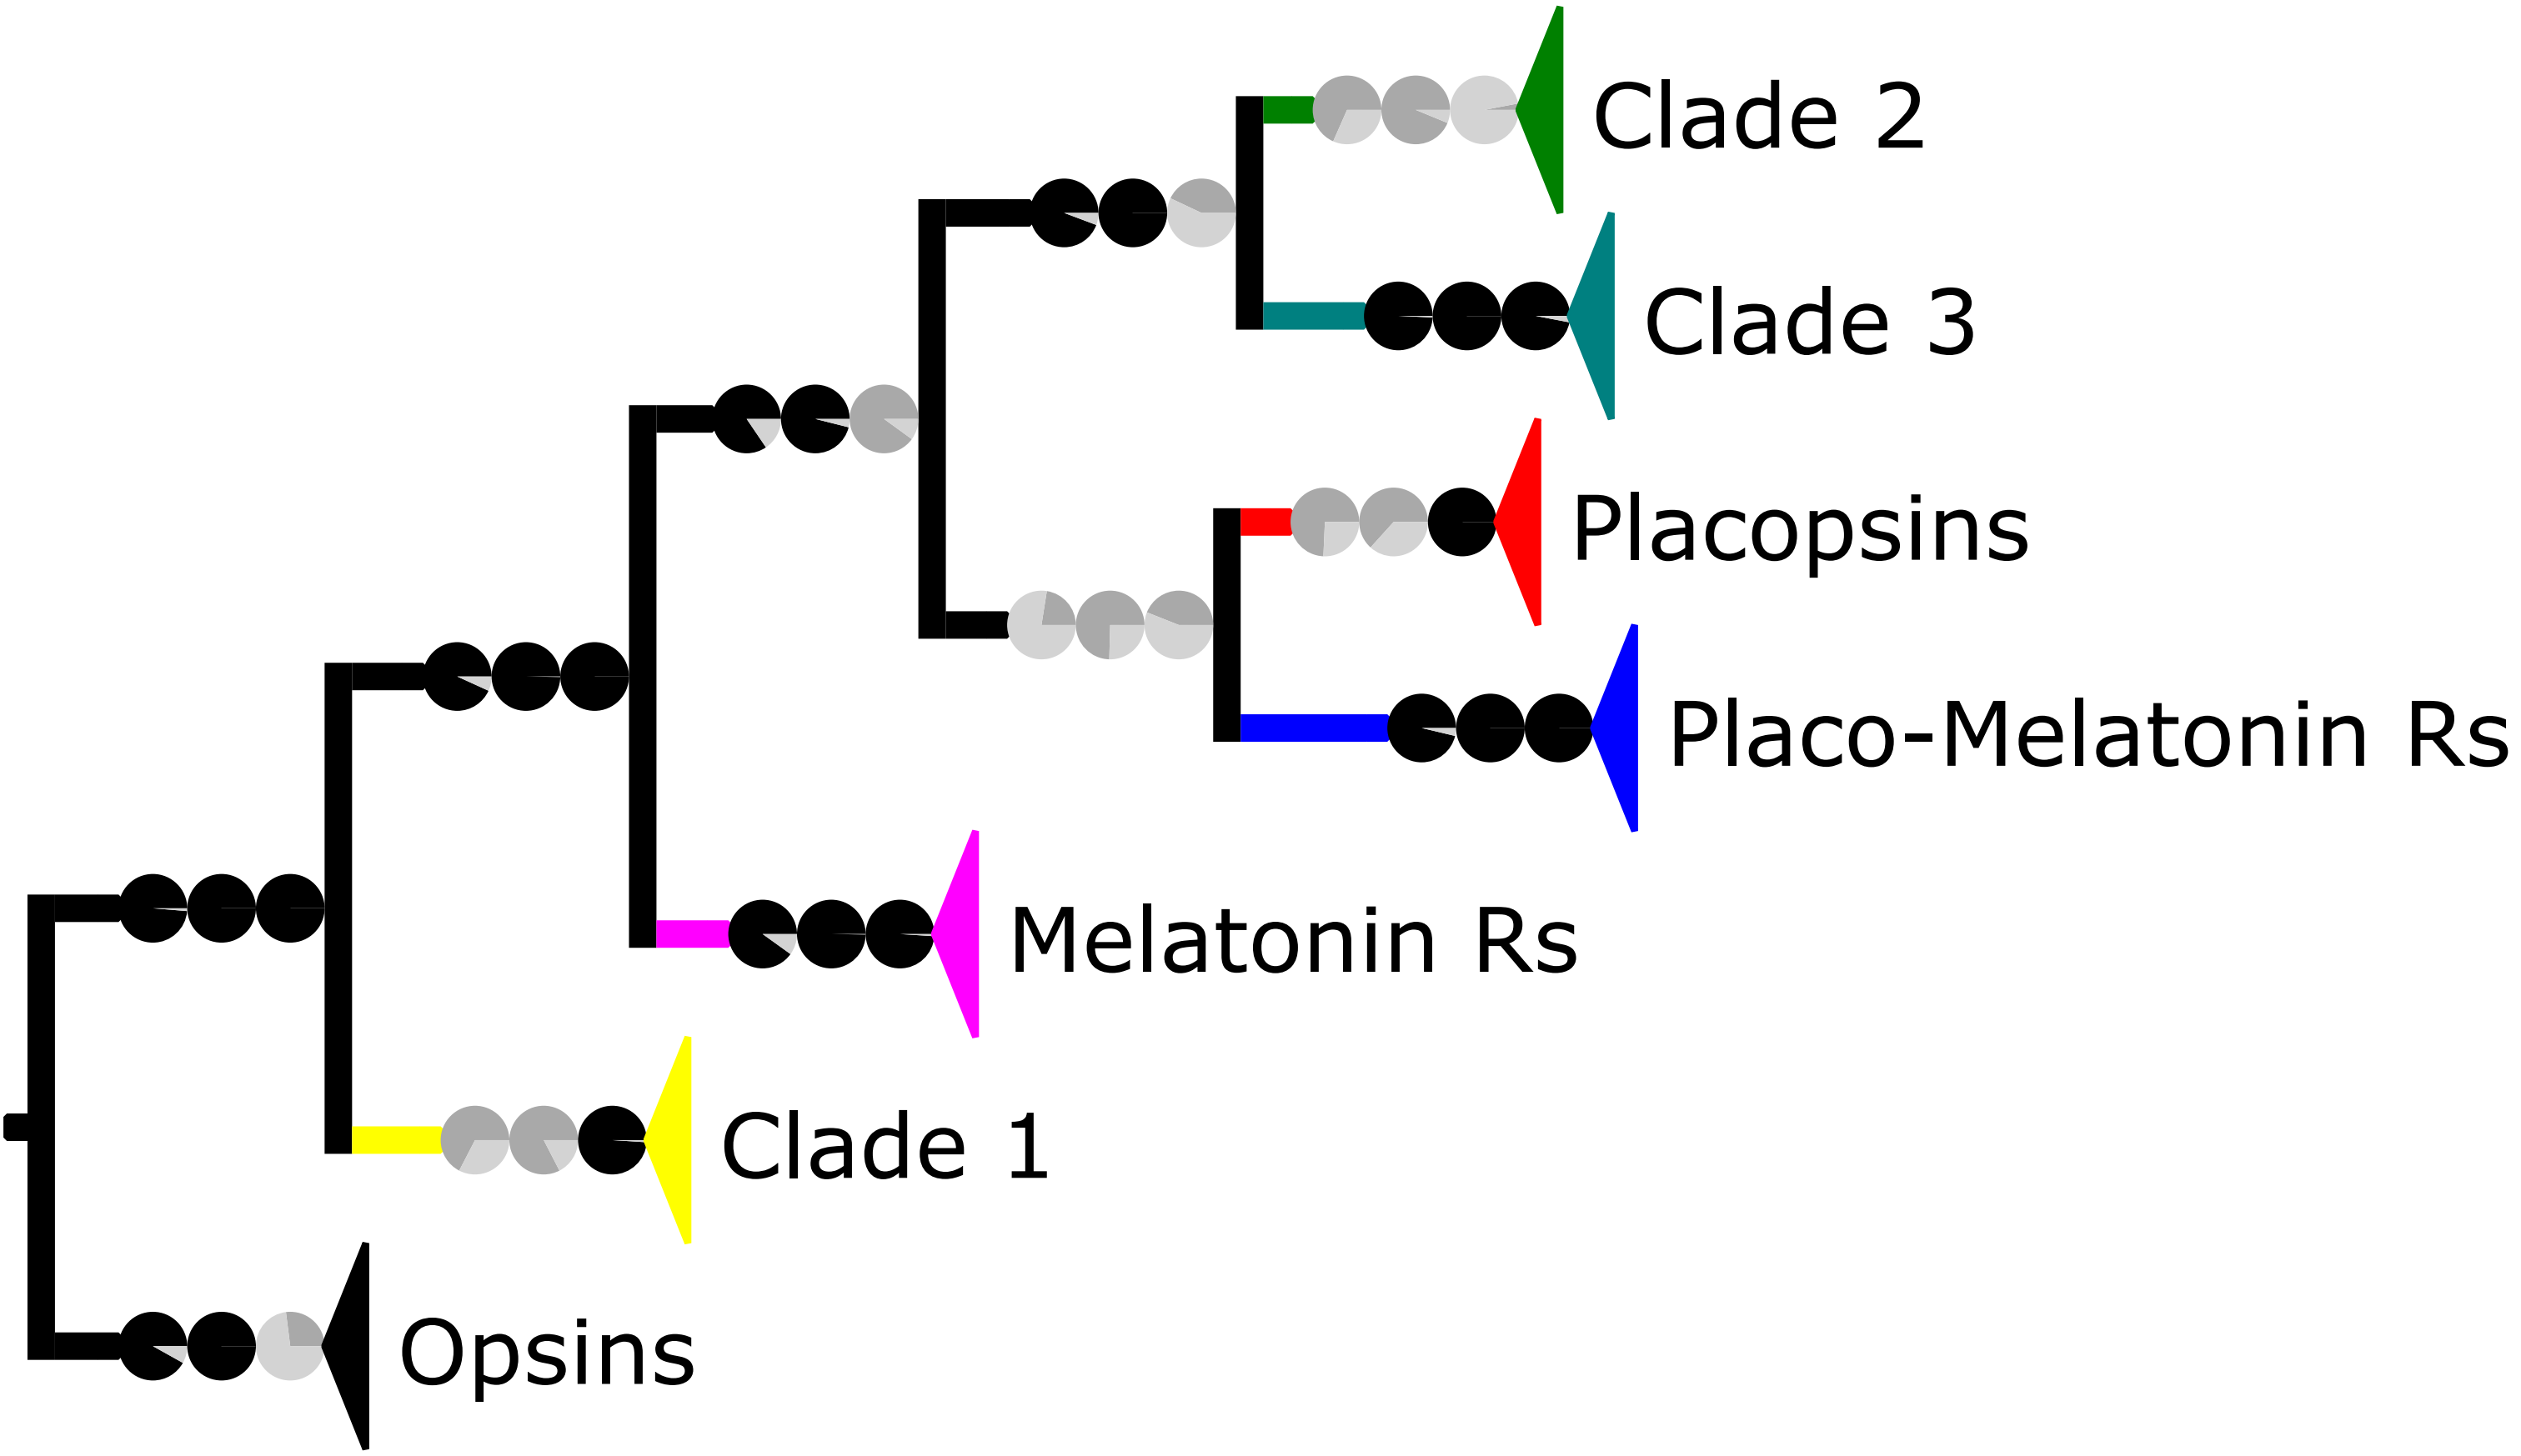 Clade 2
Clade 3
Placopsins
Placo-Melatonin Rs
Melatonin Rs
Clade 1
Opsins